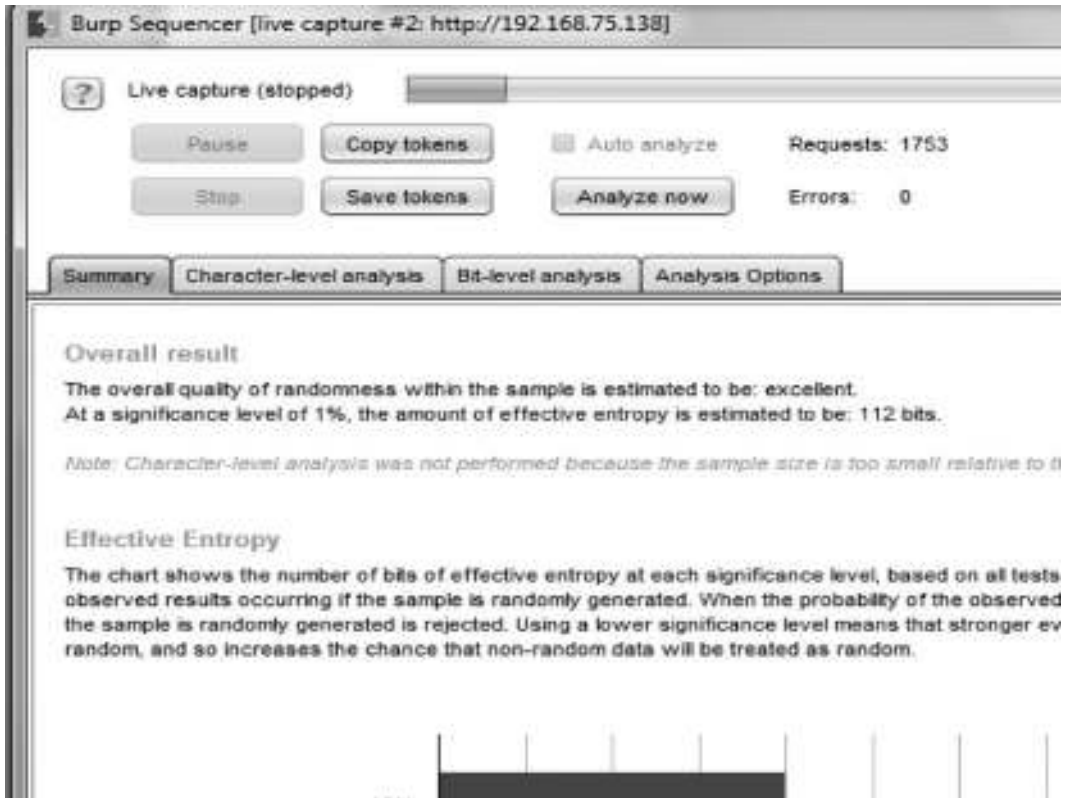 Burp Sequencer [live capture #2: http://192.168.75.138]
? Live capture (stopped)
Pause Copy tokens Auto analyze Requests: 1753
Stop Save tokens Analyze now Errors: 0
Summary Character-level analysis Bit-level analysis Analysis Options
Overall result
The overall quality of randomness within the sample is estimated to be: excellent.
At a significance level of 1%, the amount of effective entropy is estimated to be: 112 bits.
Note: Character-level analysis was not performed because the sample size is too small relative to
Effective Entropy
The chart shows the number of bits of effective entropy at each significance level, based on all tests
observed results occurring if the sample is randomly generated. When the probability of the observed
the sample is randomly generated is rejected. Using a lower significance level means that stronger ev
random, and so increases the chance that non-random data will be treated as random.